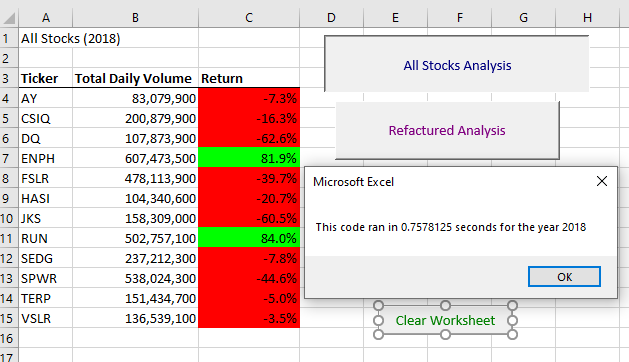 A B C D E F G H
1 All Stocks (2018)
2
3 Ticker Total Daily Volume Return
All Stocks Analysis
4 AY 83,079,900 -7.3%
5 CSIQ 200,879,900 -16.3%
6 DQ 107,873,900 -62.6%
Refactured Analysis
7 ENPH 607,473,500 81.9%
8 FSLR 478,113,900 -39.7%
9 HASI 104,340,600 -20.7%
10 JKS 158,309,000 -60.5%
11 RUN 502,757,100 84.0%
12 SEDG 237,212,300 -7.8%
13 SPWR 538,024,300 -44.6%
14 TERP 151,434,700 -5.0%
15 VSLR 136,539,100 -3.5%
16
17
Microsoft Excel
This code ran in 0.7578125 seconds for the year 2018
OK
Clear Worksheet